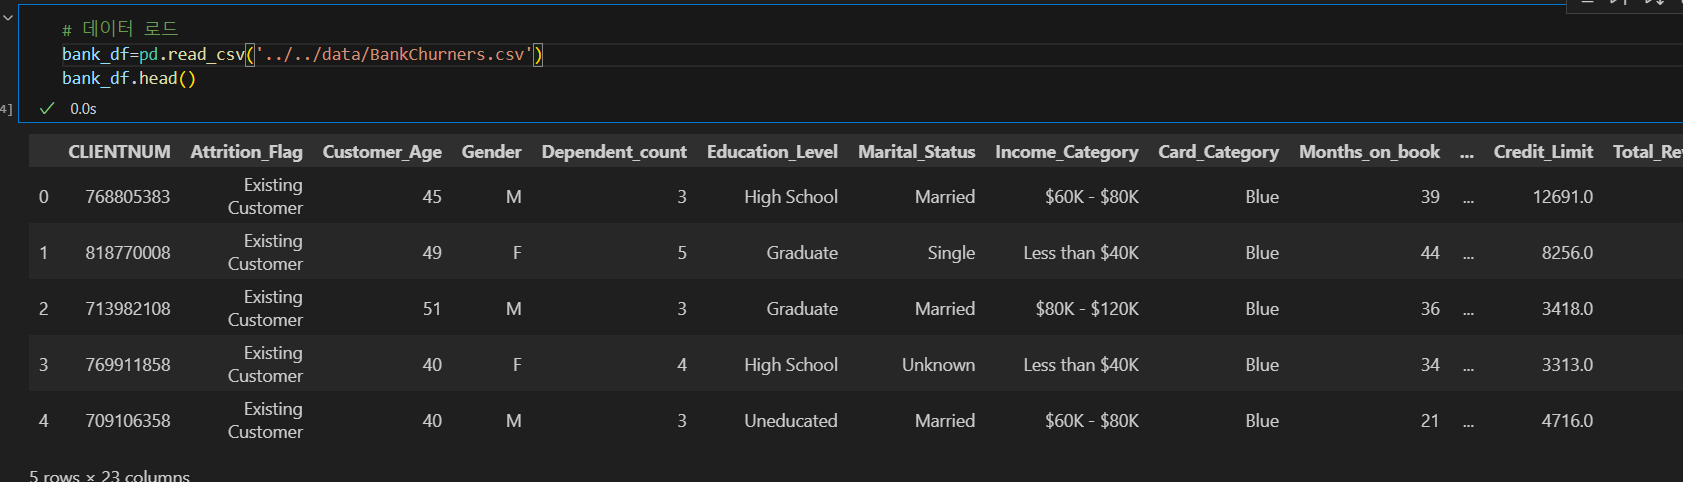 # 데이터 로드
bank_df=pd.read_csv('../../data/BankChurners.csv')
bank_df.head()
4]
0.0s
CLIENTNUM Attrition_Flag Customer_Age Gender Dependent_count Education_Level Marital_Status Income_Category Card_Category Months_on_book ... Credit_Limit
0 768805383 Existing Customer 45 M 3 High School Married $60K - $80K Blue 39 ... 12691.0
1 818770008 Existing Customer 49 F 5 Graduate Single Less than $40K Blue 44 ... 8256.0
2 713982108 Existing Customer 51 M 3 Graduate Married $80K - $120K Blue 36 ... 3418.0
3 769911858 Existing Customer 40 F 4 High School Unknown Less than $40K Blue 34 ... 3313.0
4 709106358 Existing Customer 40 M 3 Uneducated Married $60K - $80K Blue 21 ... 4716.0
5 rows × 23 columns